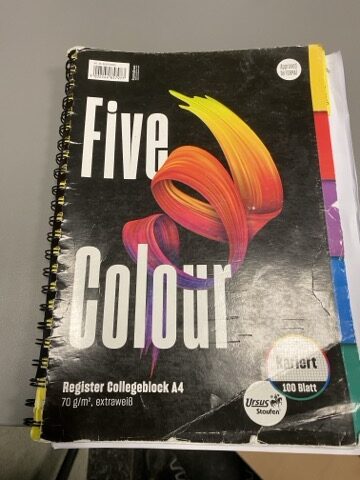 Five
Colour
Register Collegeblock A4
70 g/m², extraweiß
Kariert
100 Blatt
Ursus
Staufen